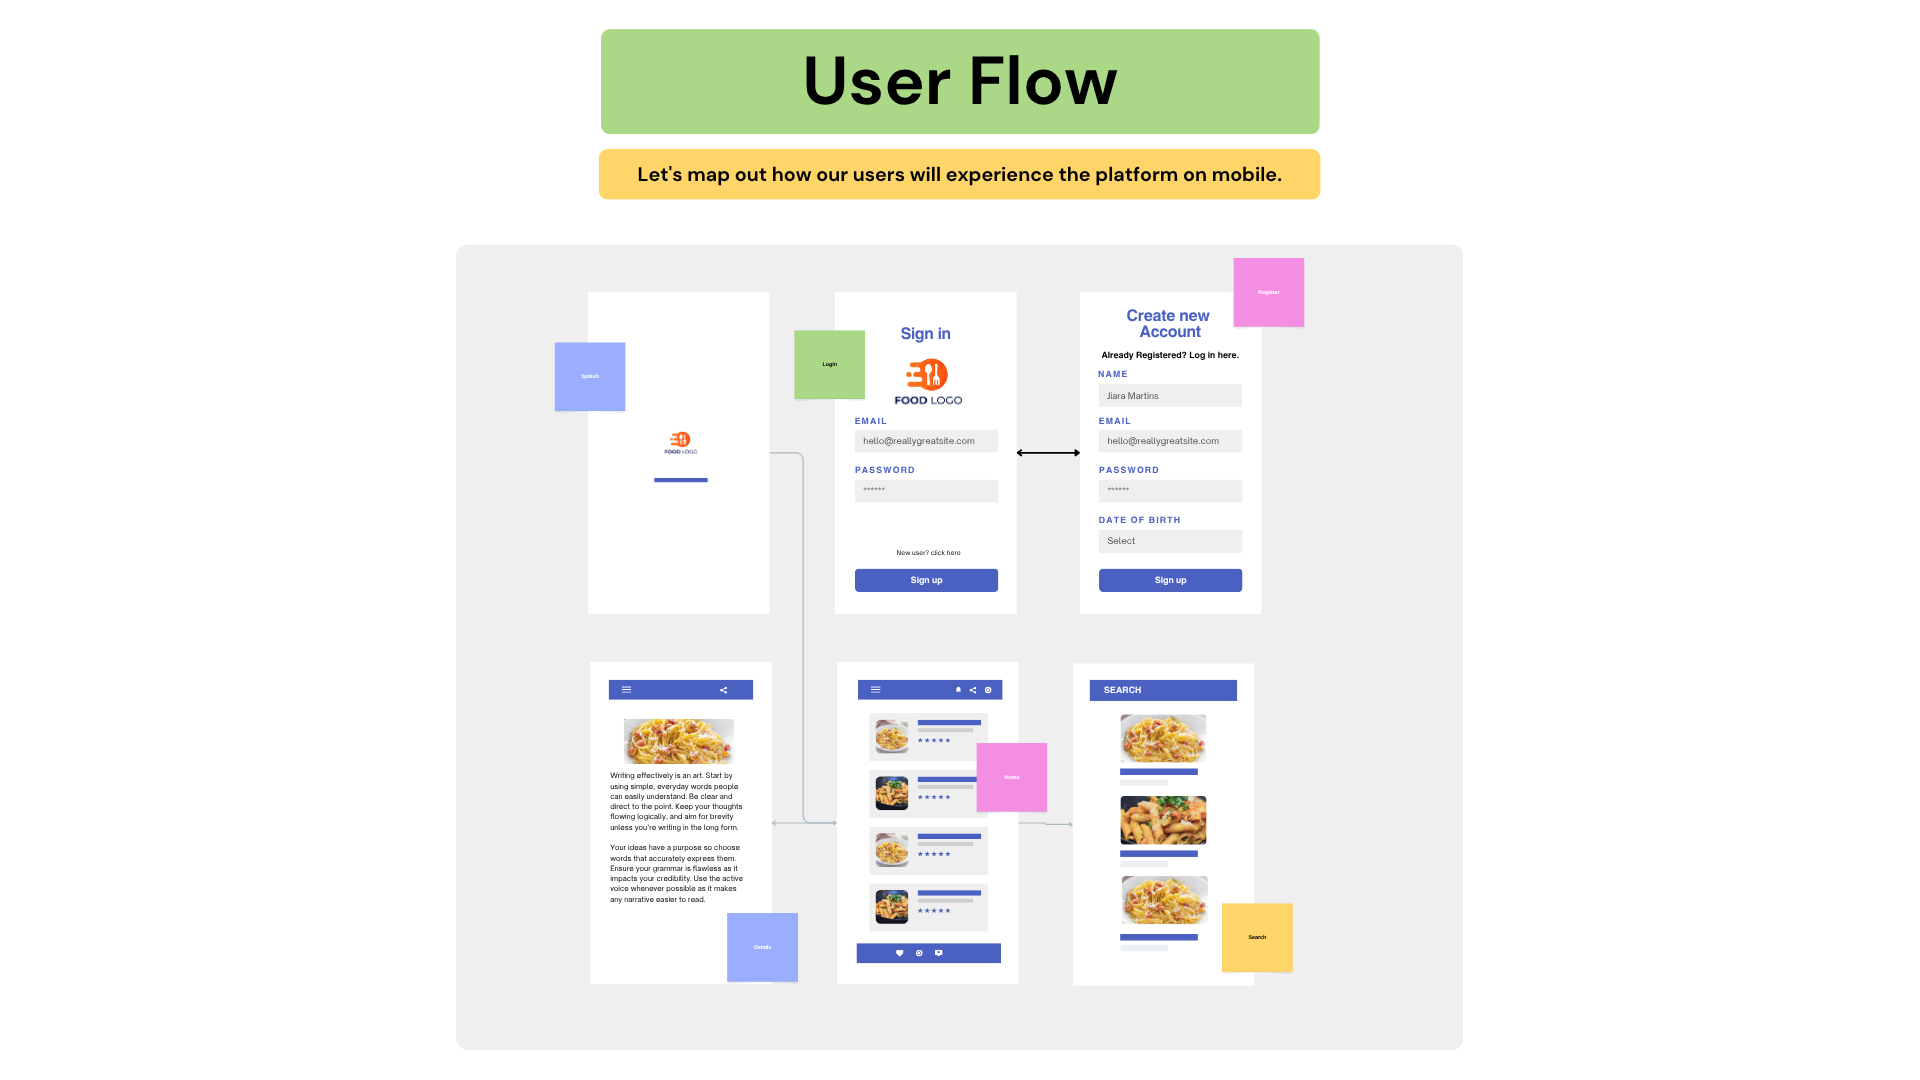 User Flow
Let's map out how our users will experience the platform on mobile.
Splash
FOOD LOGO
Login
Sign in
FOOD LOGO
EMAIL
hello@reallygreatsite.com
PASSWORD
******
New user? click here
Sign up
Register
Create new
Account
Already Registered? Log in here.
NAME
Jiara Martins
EMAIL
hello@reallygreatsite.com
PASSWORD
******
DATE OF BIRTH
Select
Sign up
Writing effectively is an art. Start by
using simple, everyday words people
can easily understand. Be clear and
direct to the point. Keep your thoughts
flowing logically, and aim for brevity
unless you're writing in the long form.
Your ideas have a purpose so choose
words that accurately express them.
Ensure your grammar is flawless as it
impacts your credibility. Use the active
voice whenever possible as it makes
any narrative easier to read.
Details
Home
SEARCH
Search